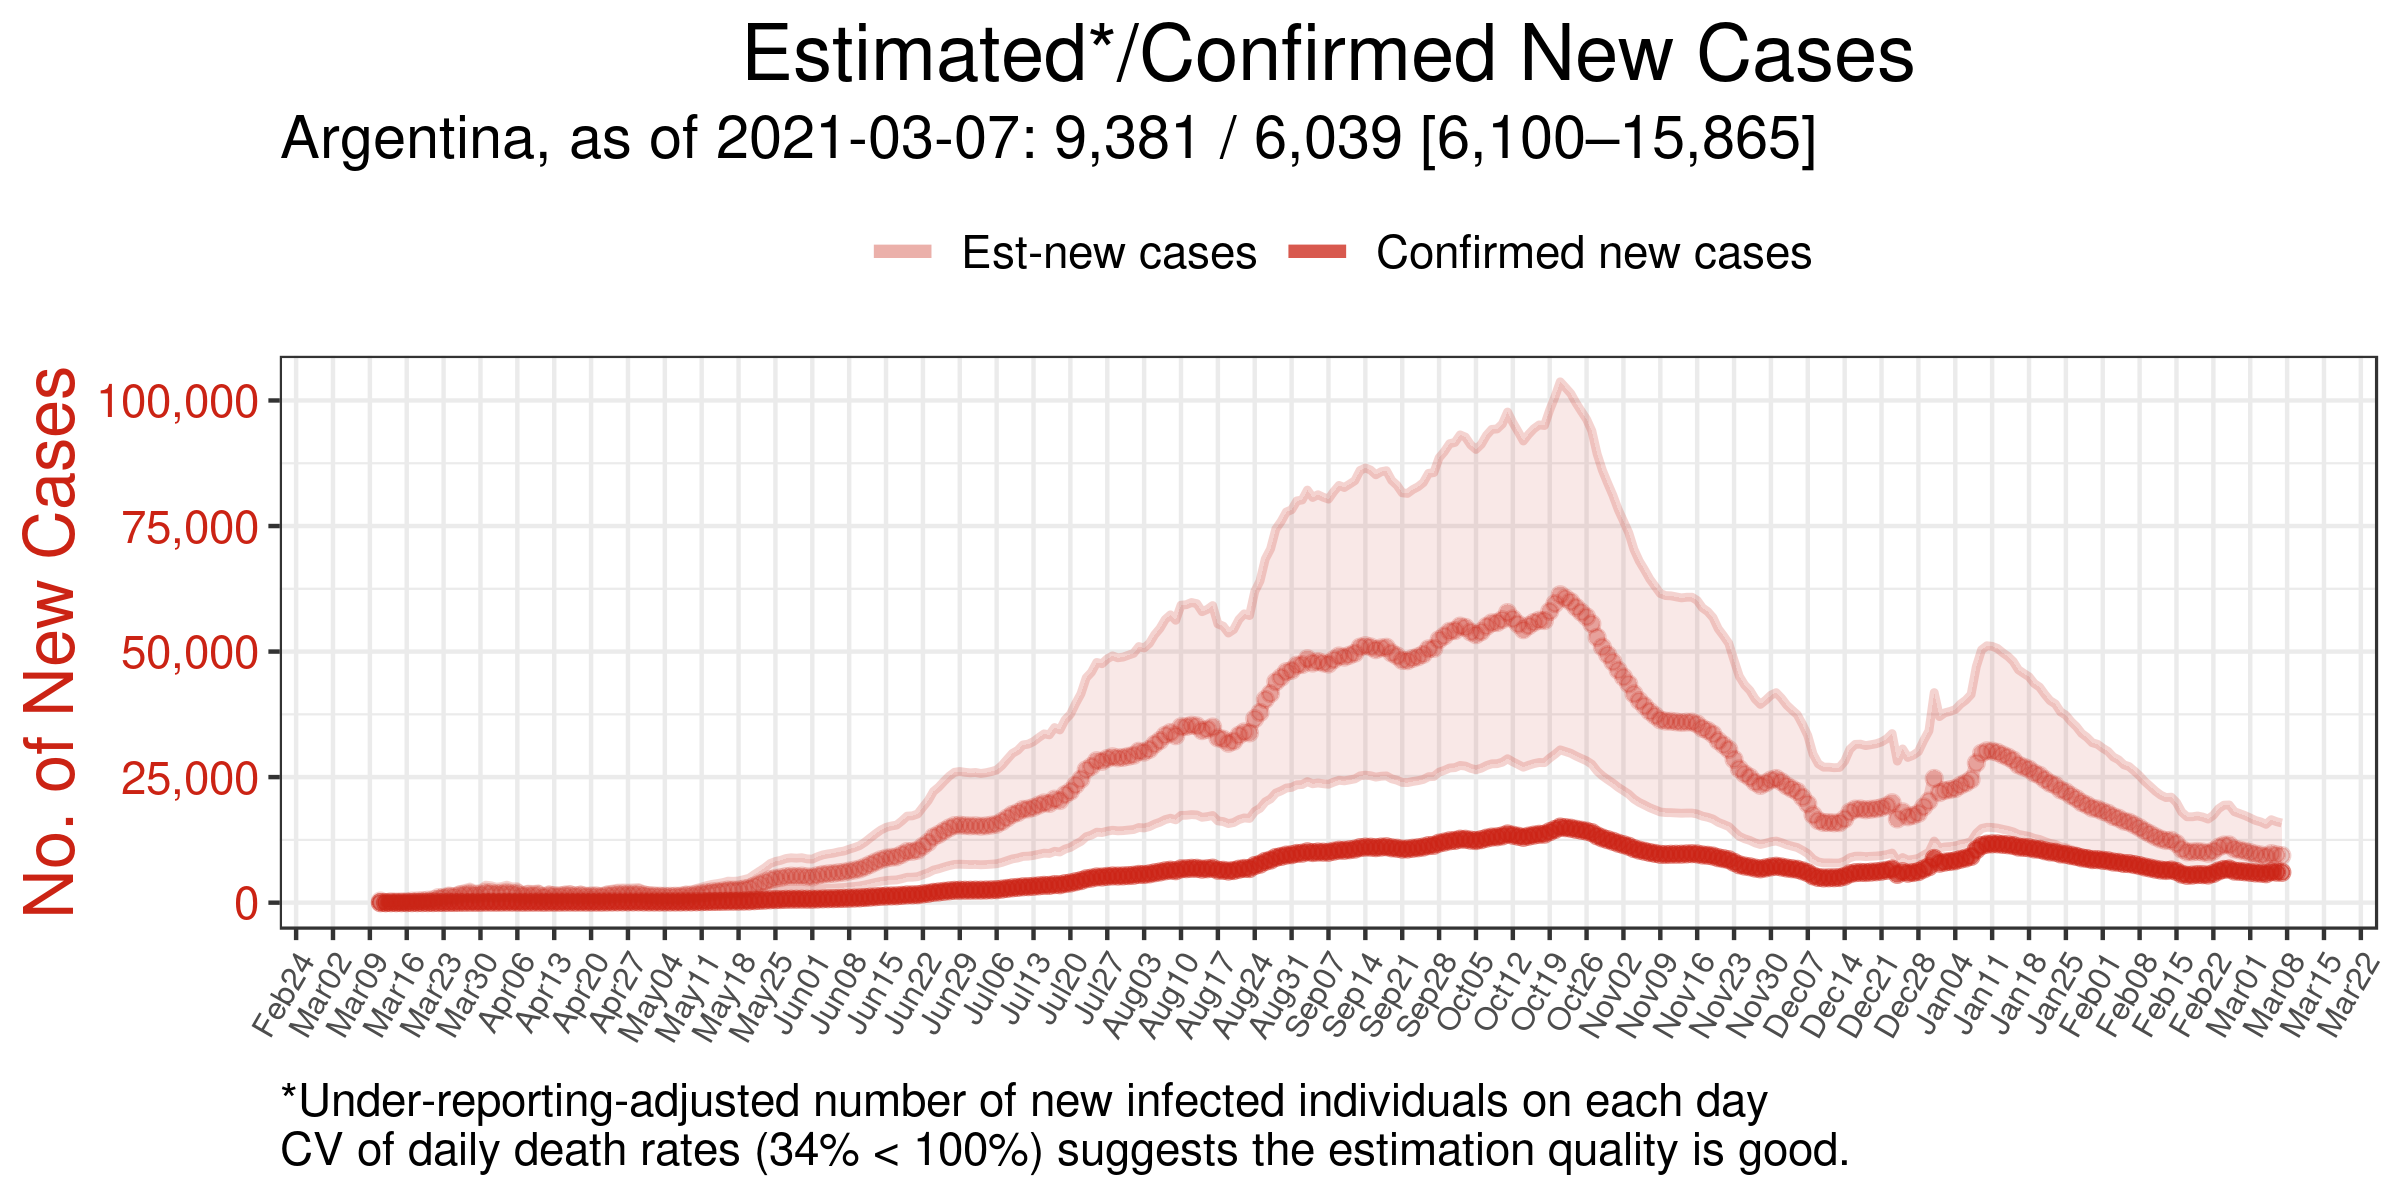 Estimated*/Confirmed New Cases
Argentina, as of 2021-03-07: 9,381 / 6,039 [6,100–15,865]
Est-new cases
Confirmed new cases
No. of New Cases
100,000
75,000
50,000
25,000
0
Feb24
Mar02
Mar09
Mar16
Mar23
Mar30
Apr06
Apr13
Apr20
Apr27
May04
May11
May18
May25
Jun01
Jun08
Jun15
Jun22
Jun29
Jul06
Jul13
Jul20
Jul27
Aug03
Aug10
Aug17
Aug24
Aug31
Sep07
Sep14
Sep21
Sep28
Oct05
Oct12
Oct19
Oct26
Nov02
Nov09
Nov16
Nov23
Nov30
Dec07
Dec14
Dec21
Dec28
Jan04
Jan11
Jan18
Jan25
Feb01
Feb08
Feb15
Feb22
Mar01
Mar08
Mar15
Mar22
*Under-reporting-adjusted number of new infected individuals on each day
CV of daily death rates (34% < 100%) suggests the estimation quality is good.